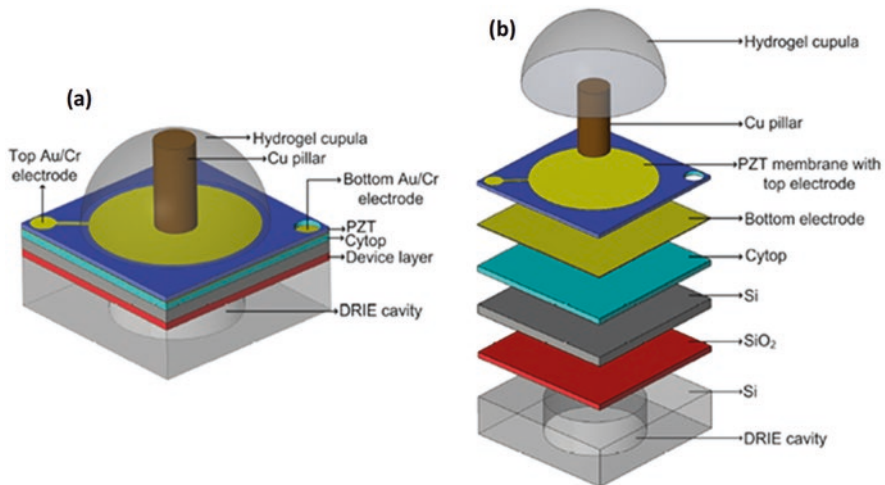 (a)
Hydrogel cupula
Cu pillar
Top Au/Cr
electrode
Bottom Au/Cr
electrode
PZT
Cytop
Device layer
DRIE cavity
(b)
Hydrogel cupula
Cu pillar
PZT membrane with
top electrode
Bottom electrode
Cytop
Si
SiO₂
Si
DRIE cavity